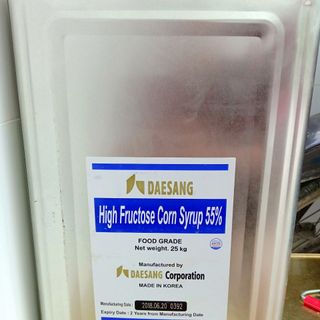 DAESANG
High Fructose Corn Syrup 55%
FOOD GRADE
Net weight. 25 kg
Manufactured by
DAESANG Corporation
MADE IN KOREA
Manufacturing Date : 2018.06.20 0392
Expiry Date : 2 Years from Manufacturing Date